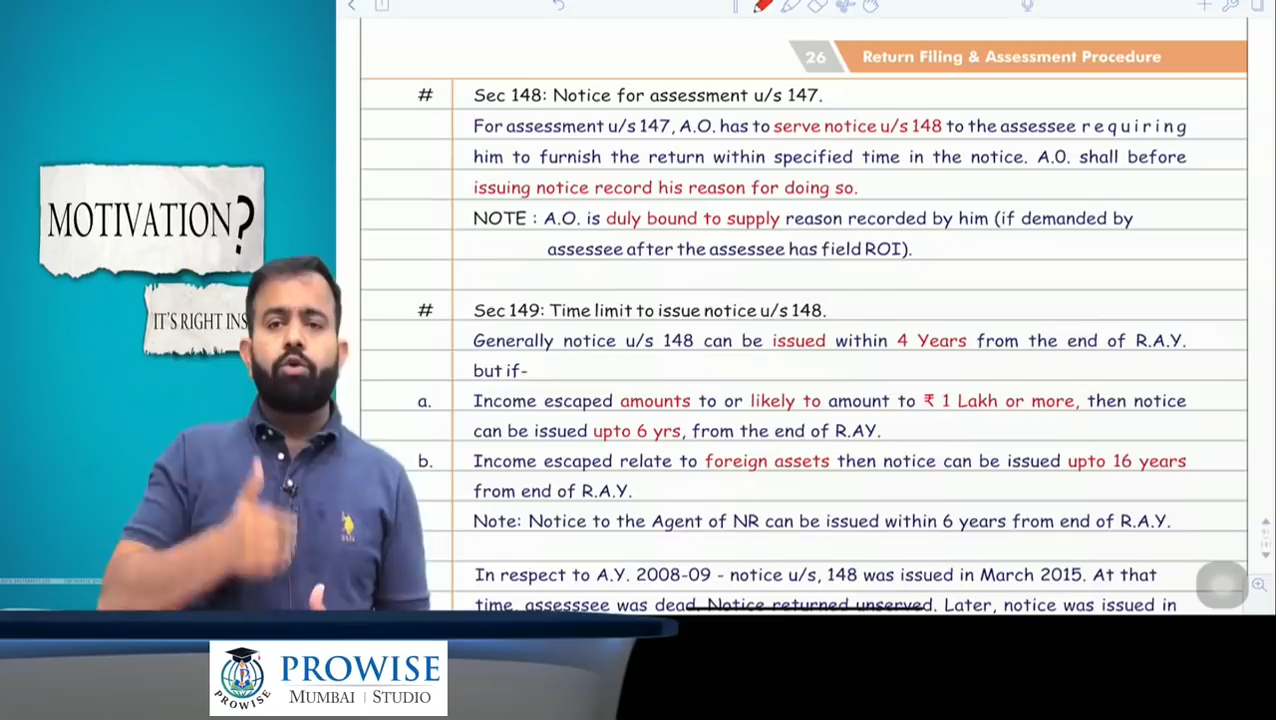 26 Return Filing & Assessment Procedure
# Sec 148: Notice for assessment u/s 147.
For assessment u/s 147, A.O. has to serve notice u/s 148 to the assessee requiring
him to furnish the return within specified time in the notice. A.O. shall before
issuing notice record his reason for doing so.
NOTE : A.O. is duly bound to supply reason recorded by him (if demanded by
assessee after the assessee has field ROI).
# Sec 149: Time limit to issue notice u/s 148.
Generally notice u/s 148 can be issued within 4 Years from the end of R.A.Y.
but if-
a. Income escaped amounts to or likely to amount to ₹ 1 Lakh or more, then notice
can be issued upto 6 yrs, from the end of R.AY.
b. Income escaped relate to foreign assets then notice can be issued upto 16 years
from end of R.A.Y.
Note: Notice to the Agent of NR can be issued within 6 years from end of R.A.Y.
In respect to A.Y. 2008-09 - notice u/s, 148 was issued in March 2015. At that
time, assesssee was dead. Notice returned unserved. Later, notice was issued in
MOTIVATION?
IT'S RIGHT INS
PROWISE
PROWISE
MUMBAI | STUDIO